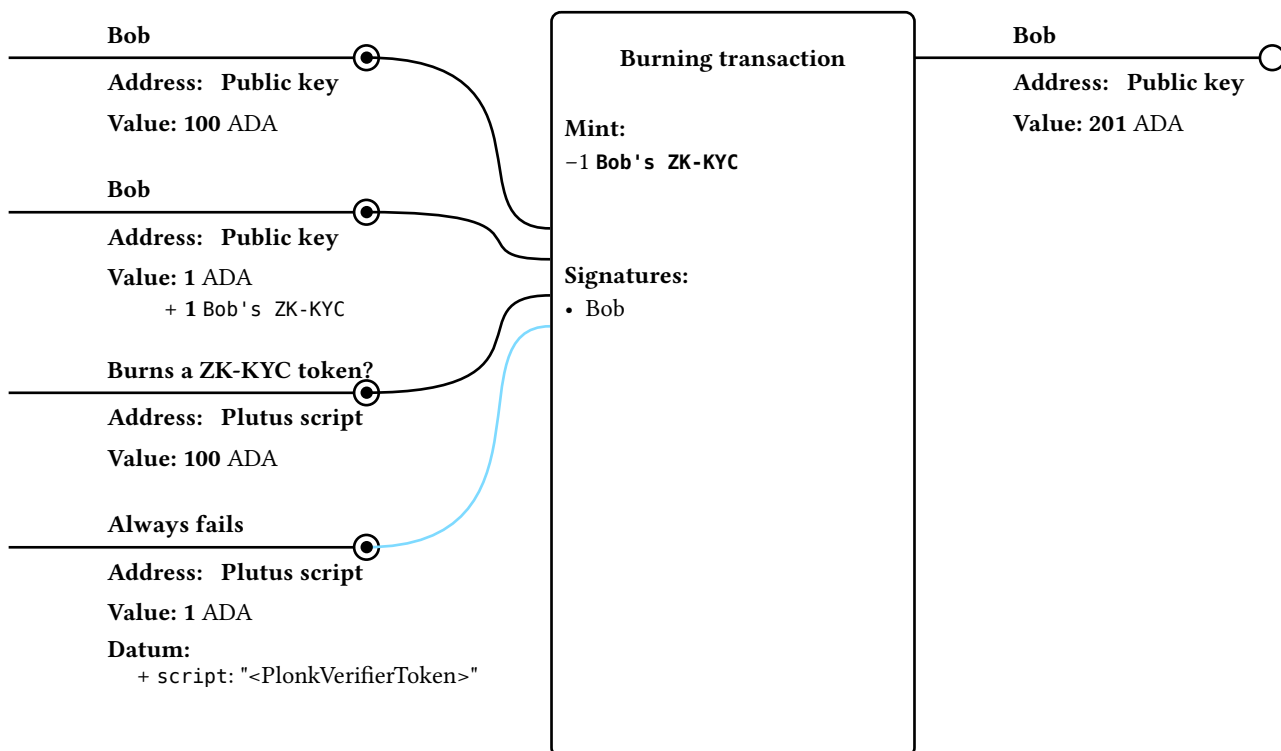 Bob
Address: Public key
Value: 100 ADA
Bob
Address: Public key
Value: 1 ADA
+ 1 Bob's ZK-KYC
Burns a ZK-KYC token?
Address: Plutus script
Value: 100 ADA
Always fails
Address: Plutus script
Value: 1 ADA
Datum:
+ script: "<PlonkVerifierToken>"
Burning transaction
Mint:
−1 Bob's ZK-KYC
Signatures:
• Bob
Bob
Address: Public key
Value: 201 ADA